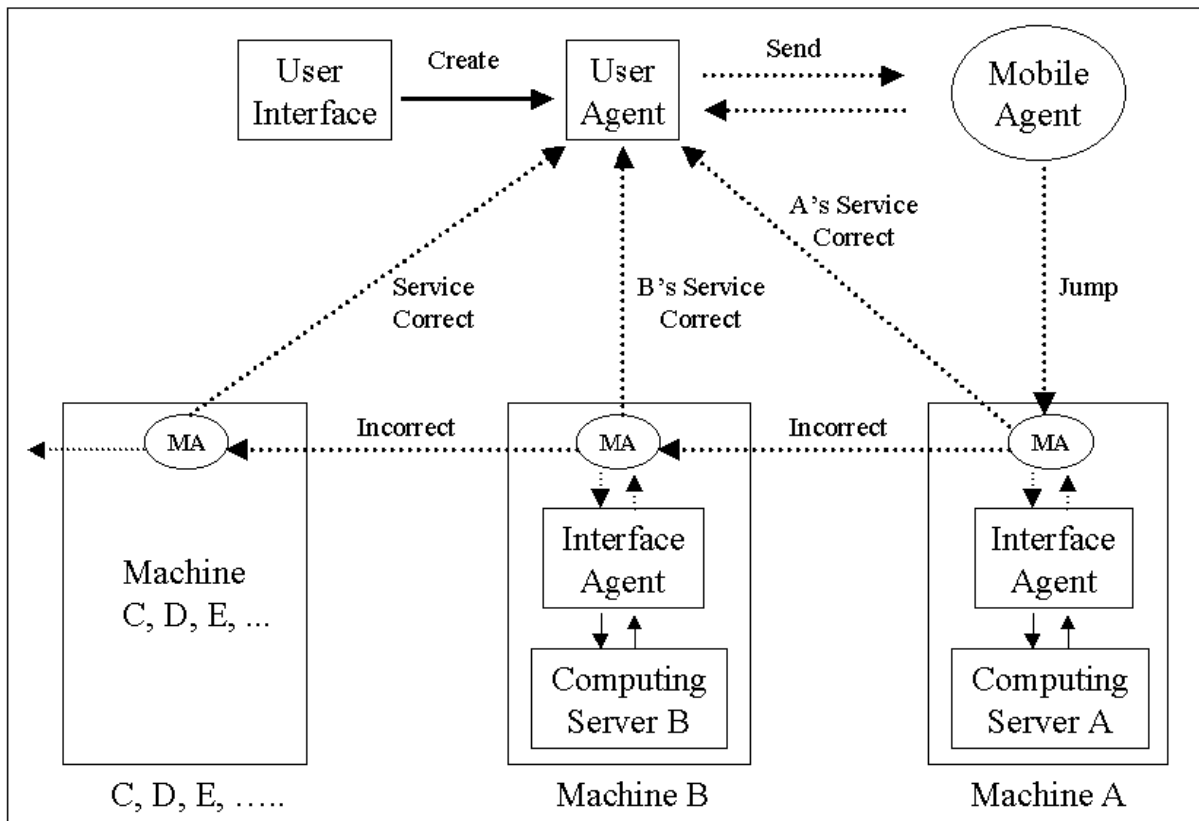 User
Interface
Create
User
Agent
Send
Mobile
Agent
A's Service
Correct
Service
Correct
B's Service
Correct
Jump
MA
Incorrect
MA
Incorrect
MA
Machine
C, D, E, ...
Interface
Agent
Interface
Agent
Computing
Server B
Computing
Server A
C, D, E, .....
Machine B
Machine A